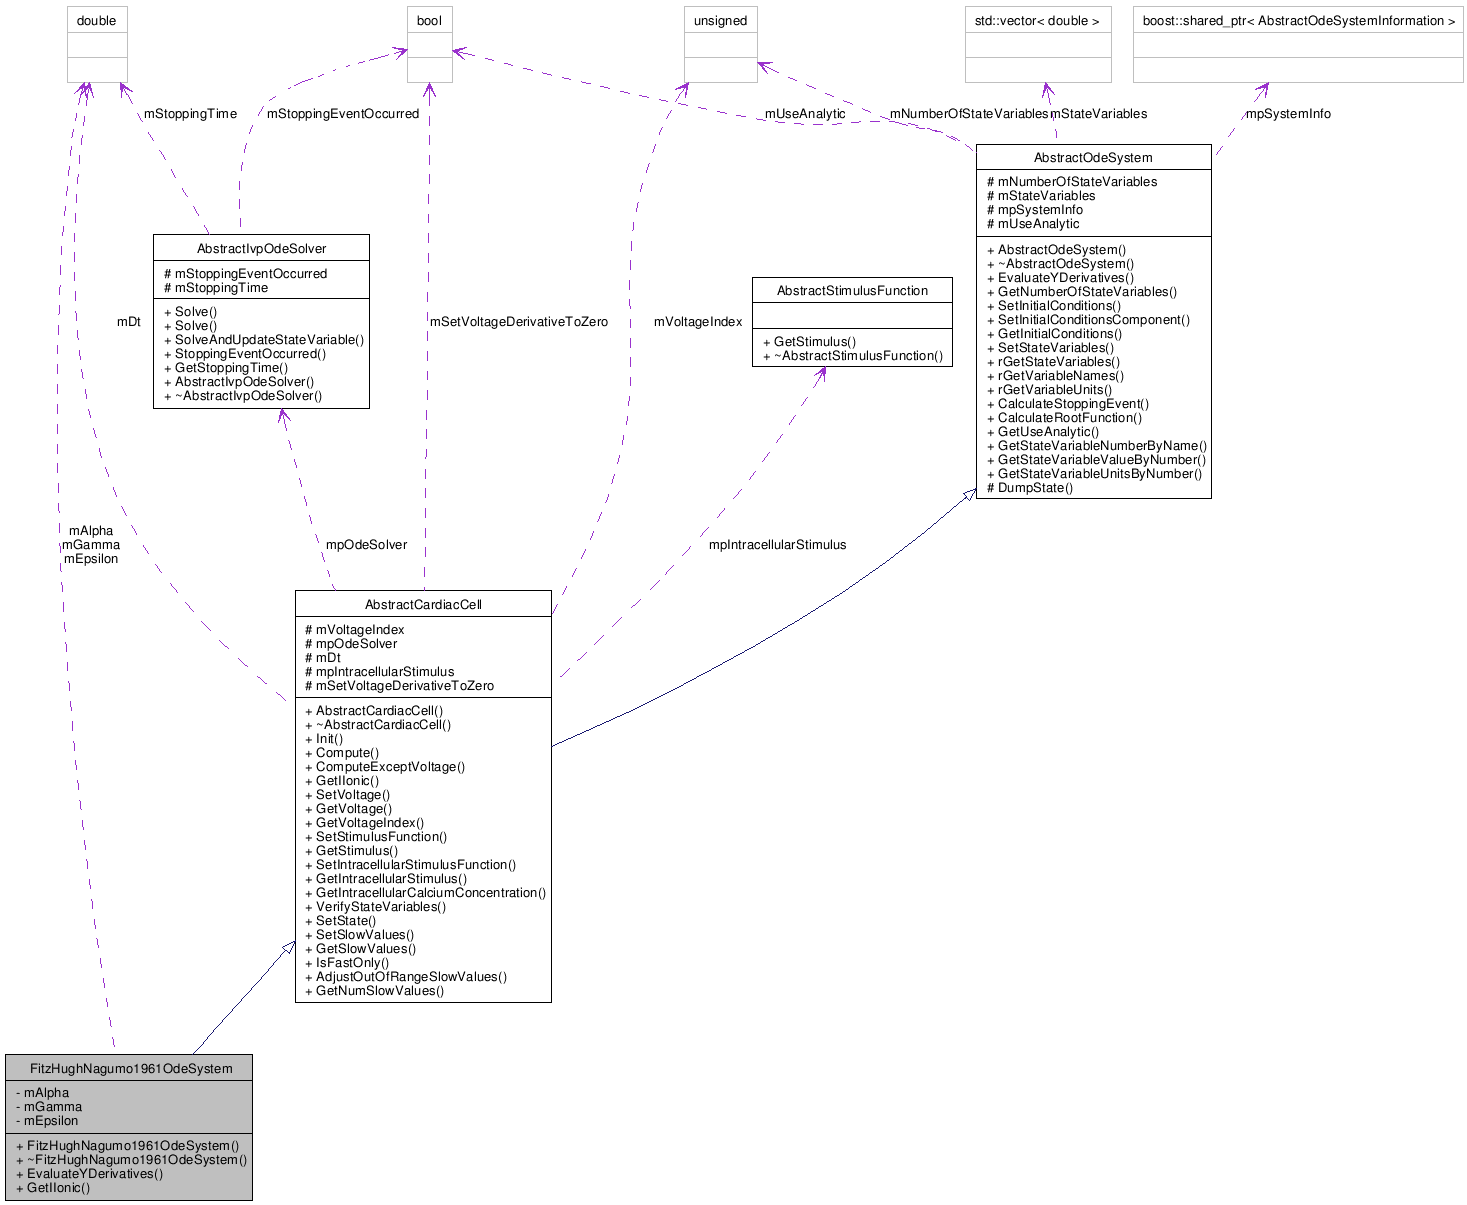 double
bool
unsigned
std::vector< double >
boost::shared_ptr< AbstractOdeSystemInformation >
mStoppingTime
mStoppingEventOccurred
mUseAnalytic
mNumberOfStateVariables
mStateVariables
mpSystemInfo
AbstractOdeSystem
# mNumberOfStateVariables
# mStateVariables
# mpSystemInfo
# mUseAnalytic
+ AbstractOdeSystem()
+ ~AbstractOdeSystem()
+ EvaluateYDerivatives()
+ GetNumberOfStateVariables()
+ SetInitialConditions()
+ SetInitialConditionsComponent()
+ GetInitialConditions()
+ SetStateVariables()
+ rGetStateVariables()
+ rGetVariableNames()
+ rGetVariableUnits()
+ CalculateStoppingEvent()
+ CalculateRootFunction()
+ GetUseAnalytic()
+ GetStateVariableNumberByName()
+ GetStateVariableValueByNumber()
+ GetStateVariableUnitsByNumber()
# DumpState()
AbstractIvpOdeSolver
# mStoppingEventOccurred
# mStoppingTime
+ Solve()
+ Solve()
+ SolveAndUpdateStateVariable()
+ StoppingEventOccurred()
+ GetStoppingTime()
+ AbstractIvpOdeSolver()
+ ~AbstractIvpOdeSolver()
AbstractStimulusFunction
+ GetStimulus()
+ ~AbstractStimulusFunction()
mDt
mSetVoltageDerivativeToZero
mVoltageIndex
mAlpha
mGamma
mEpsilon
mpOdeSolver
mpIntracellularStimulus
AbstractCardiacCell
# mVoltageIndex
# mpOdeSolver
# mDt
# mpIntracellularStimulus
# mSetVoltageDerivativeToZero
+ AbstractCardiacCell()
+ ~AbstractCardiacCell()
+ Init()
+ Compute()
+ ComputeExceptVoltage()
+ GetIIonic()
+ SetVoltage()
+ GetVoltage()
+ GetVoltageIndex()
+ SetStimulusFunction()
+ GetStimulus()
+ SetIntracellularStimulusFunction()
+ GetIntracellularStimulus()
+ GetIntracellularCalciumConcentration()
+ VerifyStateVariables()
+ SetState()
+ SetSlowValues()
+ GetSlowValues()
+ IsFastOnly()
+ AdjustOutOfRangeSlowValues()
+ GetNumSlowValues()
FitzHughNagumo1961OdeSystem
- mAlpha
- mGamma
- mEpsilon
+ FitzHughNagumo1961OdeSystem()
+ ~FitzHughNagumo1961OdeSystem()
+ EvaluateYDerivatives()
+ GetIIonic()